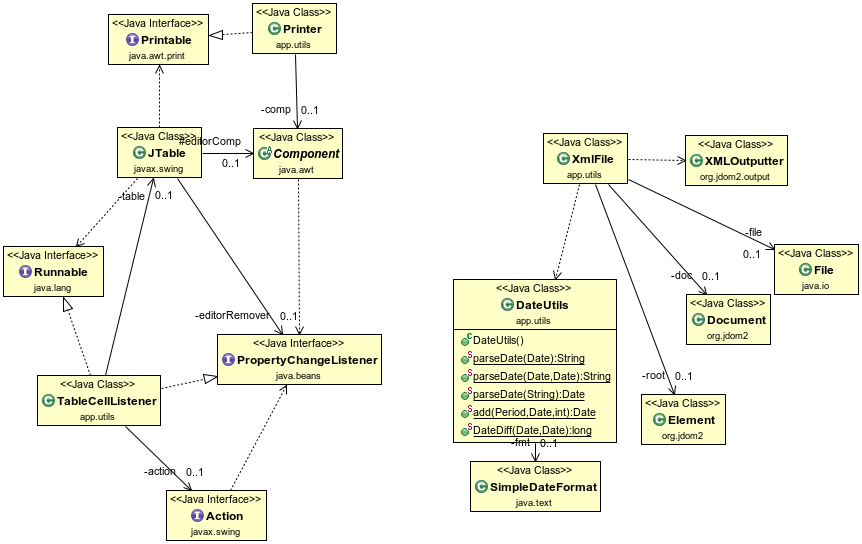 <<Java Interface>>
Printable
java.awt.print
<<Java Class>>
Printer
app.utils
-comp 0..1
<<Java Class>>
JTable
javax.swing
#editorComp
0..1
<<Java Class>>
Component
java.awt
-table 0..1
<<Java Interface>>
Runnable
java.lang
-editorRemover 0..1
<<Java Interface>>
PropertyChangeListener
java.beans
<<Java Class>>
TableCellListener
app.utils
-action 0..1
<<Java Interface>>
Action
javax.swing
<<Java Class>>
XmlFile
app.utils
<<Java Class>>
XMLOutputter
org.jdom2.output
-file
0..1
<<Java Class>>
File
java.io
-doc 0..1
<<Java Class>>
Document
org.jdom2
<<Java Class>>
DateUtils
app.utils
DateUtils()
parseDate(Date):String
parseDate(Date,Date):String
parseDate(String):Date
add(Period,Date,int):Date
DateDiff(Date,Date):long
-root 0..1
<<Java Class>>
Element
org.jdom2
-fmt 0..1
<<Java Class>>
SimpleDateFormat
java.text